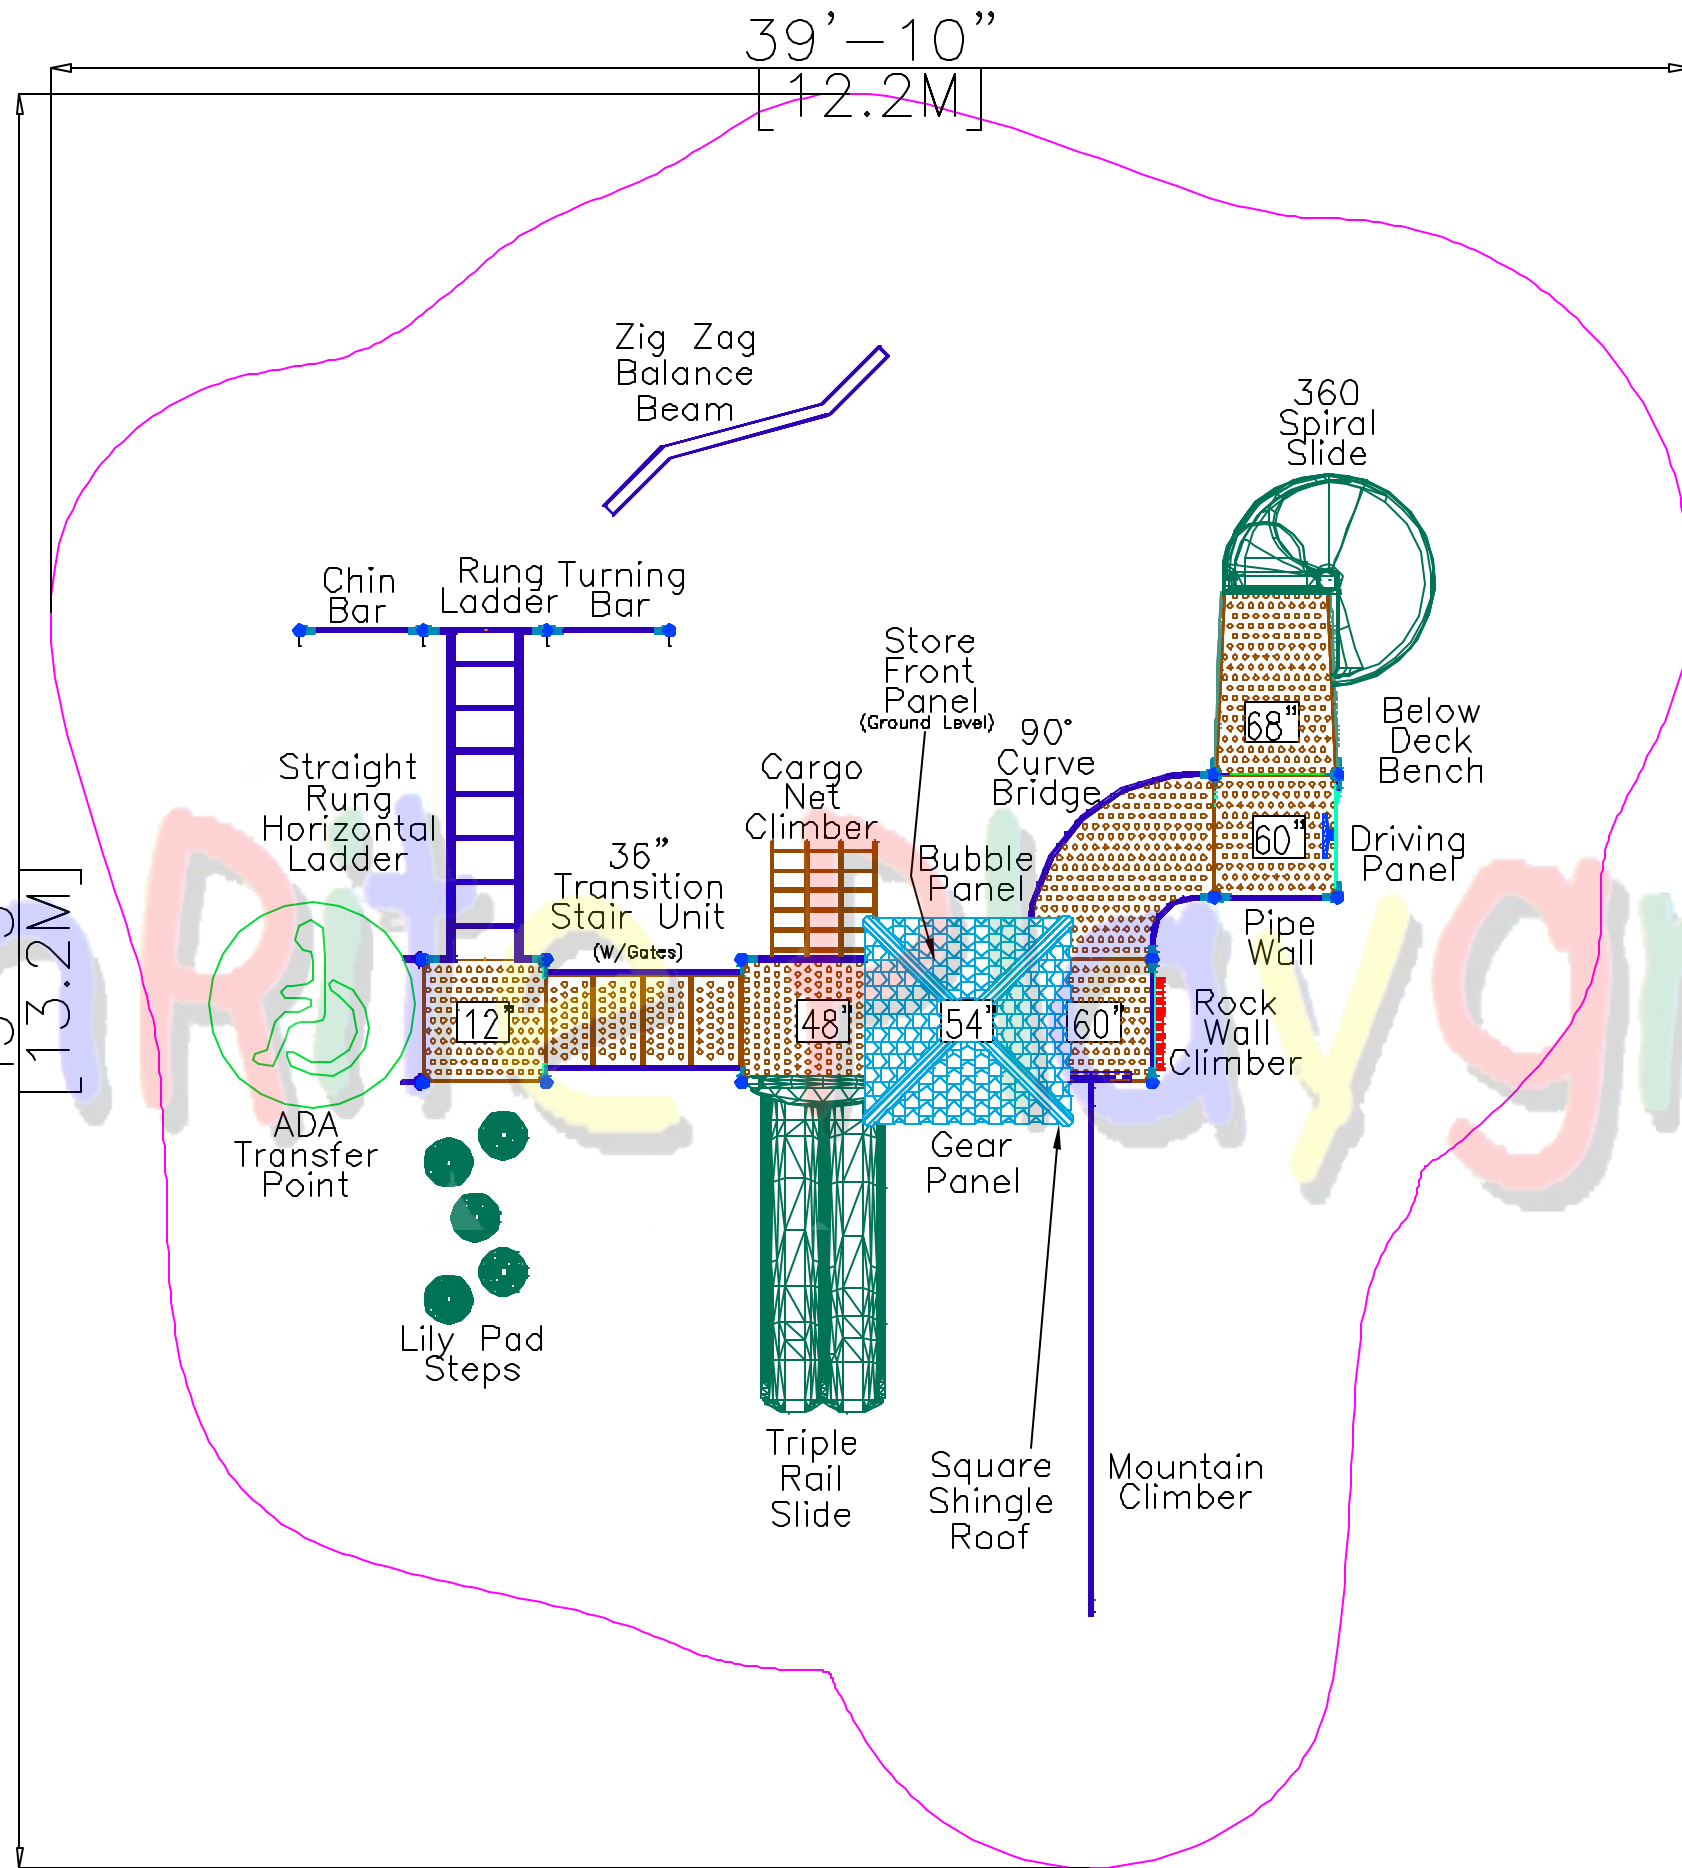 39'-10"
[12.2M]
Zig Zag
Balance
Beam
360
Spiral
Slide
Chin
Bar
Rung
Ladder
Turning
Bar
Store
Front
Panel
(Ground Level)
90°
Curve
Bridge
68"
Below
Deck
Bench
Straight
Rung
Horizontal
Ladder
Cargo
Net
Climber
36"
Transition
Stair Unit
(W/Gates)
Bubble
Panel
60"
Driving
Panel
Pipe
Wall
[13.2M]
12"
48"
54"
60"
Rock
Wall
Climber
ADA
Transfer
Point
Gear
Panel
Lily Pad
Steps
Triple
Rail
Slide
Square
Shingle
Roof
Mountain
Climber
nRite Playgr